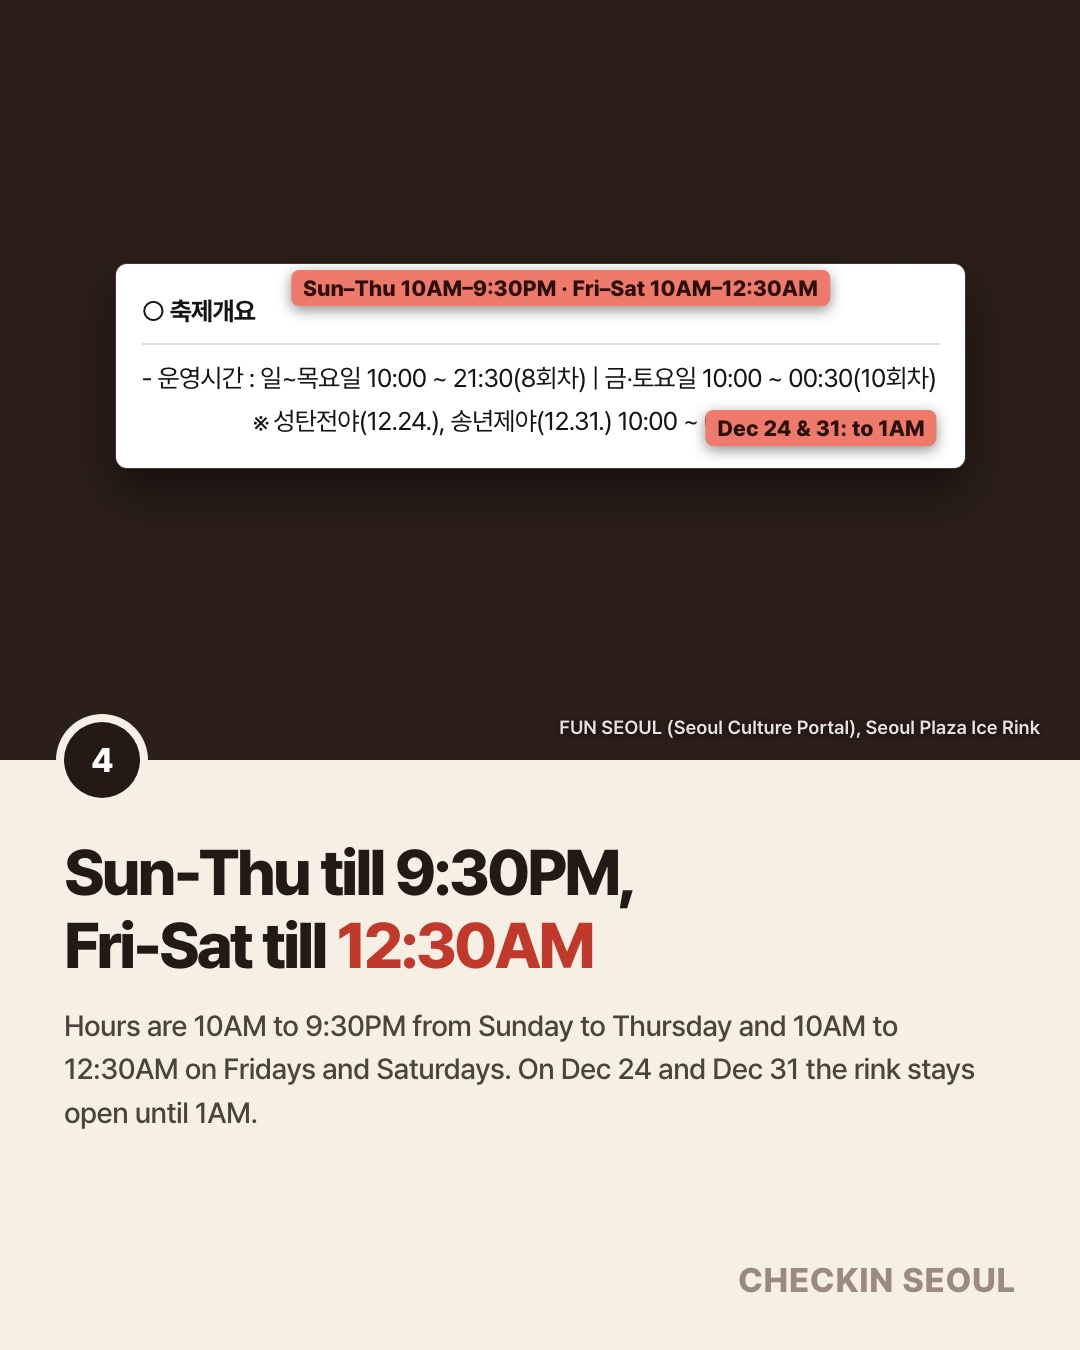 Sun–Thu 10AM–9:30PM · Fri–Sat 10AM–12:30AM
○ 축제개요
- 운영시간 : 일~목요일 10:00 ~ 21:30(8회차) | 금·토요일 10:00 ~ 00:30(10회차)
※ 성탄전야(12.24.), 송년제야(12.31.) 10:00 ~
Dec 24 & 31: to 1AM
FUN SEOUL (Seoul Culture Portal), Seoul Plaza Ice Rink
4
Sun-Thu till 9:30PM,
Fri-Sat till 12:30AM
Hours are 10AM to 9:30PM from Sunday to Thursday and 10AM to
12:30AM on Fridays and Saturdays. On Dec 24 and Dec 31 the rink stays
open until 1AM.
CHECKIN SEOUL